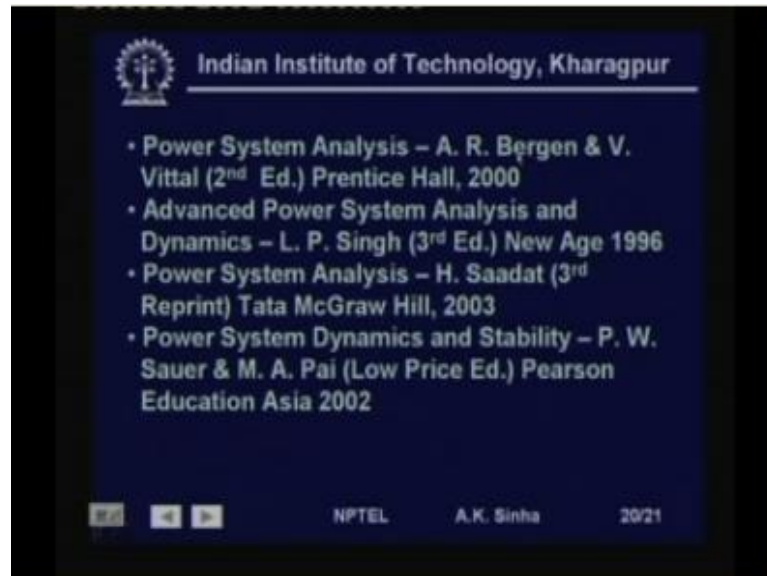 Indian Institute of Technology, Kharagpur
• Power System Analysis – A. R. Bergen & V.
Vittal (2nd Ed.) Prentice Hall, 2000
• Advanced Power System Analysis and
Dynamics – L. P. Singh (3rd Ed.) New Age 1996
• Power System Analysis – H. Saadat (3rd
Reprint) Tata McGraw Hill, 2003
• Power System Dynamics and Stability – P. W.
Sauer & M. A. Pai (Low Price Ed.) Pearson
Education Asia 2002
NPTEL A.K. Sinha 20/21